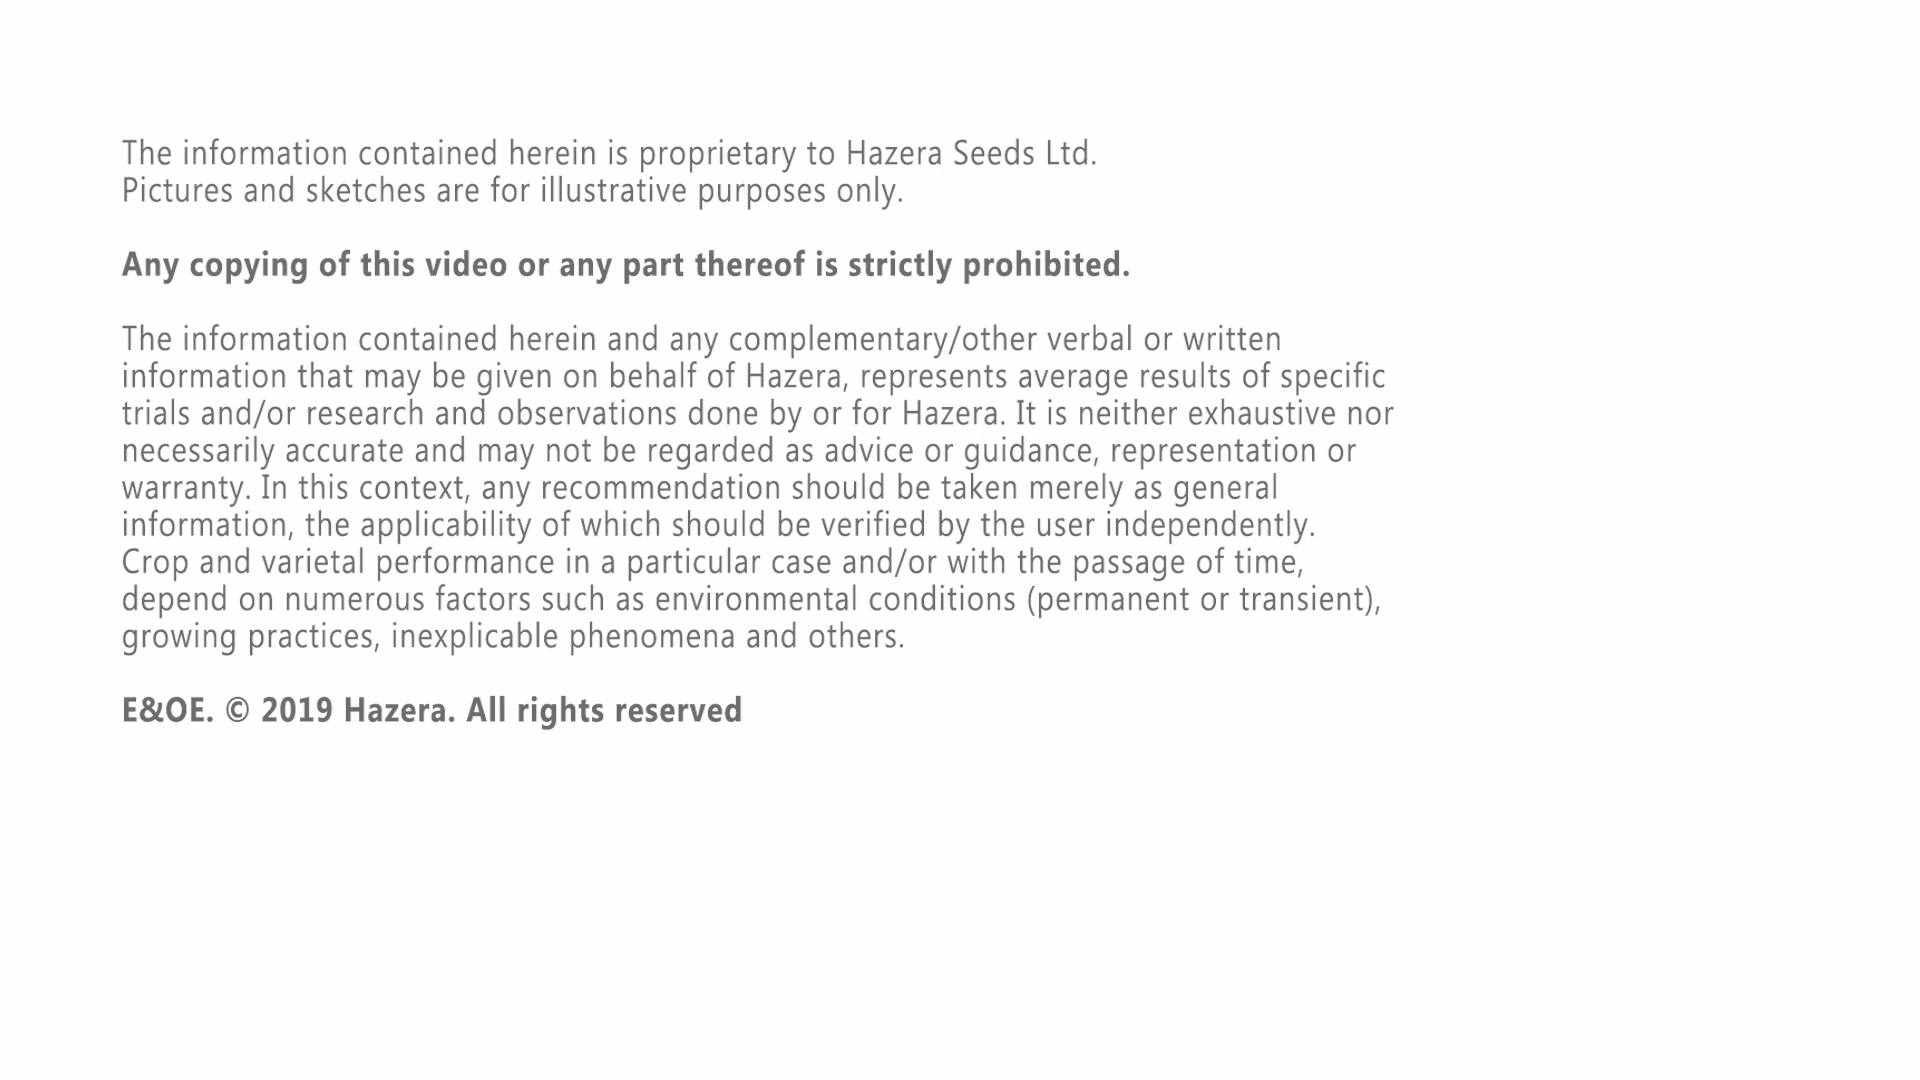 The information contained herein is proprietary to Hazera Seeds Ltd.
Pictures and sketches are for illustrative purposes only.
Any copying of this video or any part thereof is strictly prohibited.
The information contained herein and any complementary/other verbal or written
information that may be given on behalf of Hazera, represents average results of specific
trials and/or research and observations done by or for Hazera. It is neither exhaustive nor
necessarily accurate and may not be regarded as advice or guidance, representation or
warranty. In this context, any recommendation should be taken merely as general
information, the applicability of which should be verified by the user independently.
Crop and varietal performance in a particular case and/or with the passage of time,
depend on numerous factors such as environmental conditions (permanent or transient),
growing practices, inexplicable phenomena and others.
E&OE. © 2019 Hazera. All rights reserved